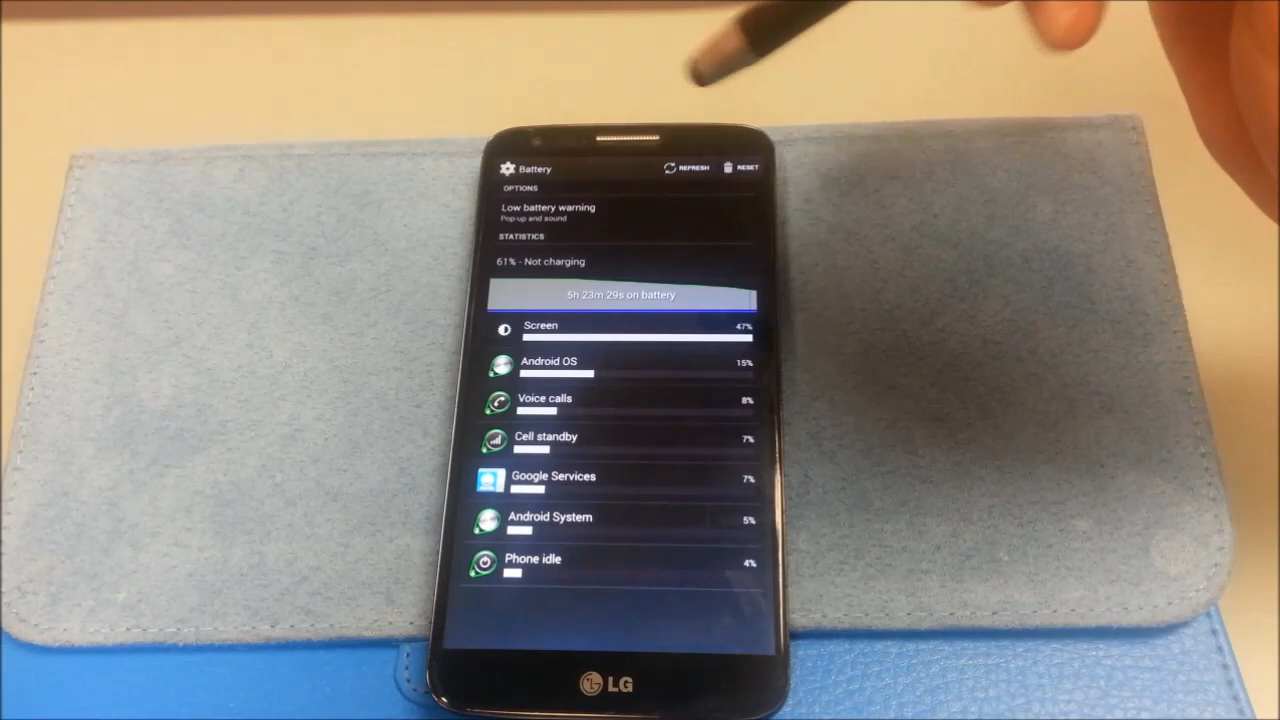 Battery REFRESH RESET
OPTIONS
Low battery warning
Pop-up and sound
STATISTICS
61% - Not charging
5h 23m 29s on battery
Screen 47%
Android OS 15%
Voice calls 8%
Cell standby 7%
Google Services 7%
Android System 5%
Phone idle 4%
LG